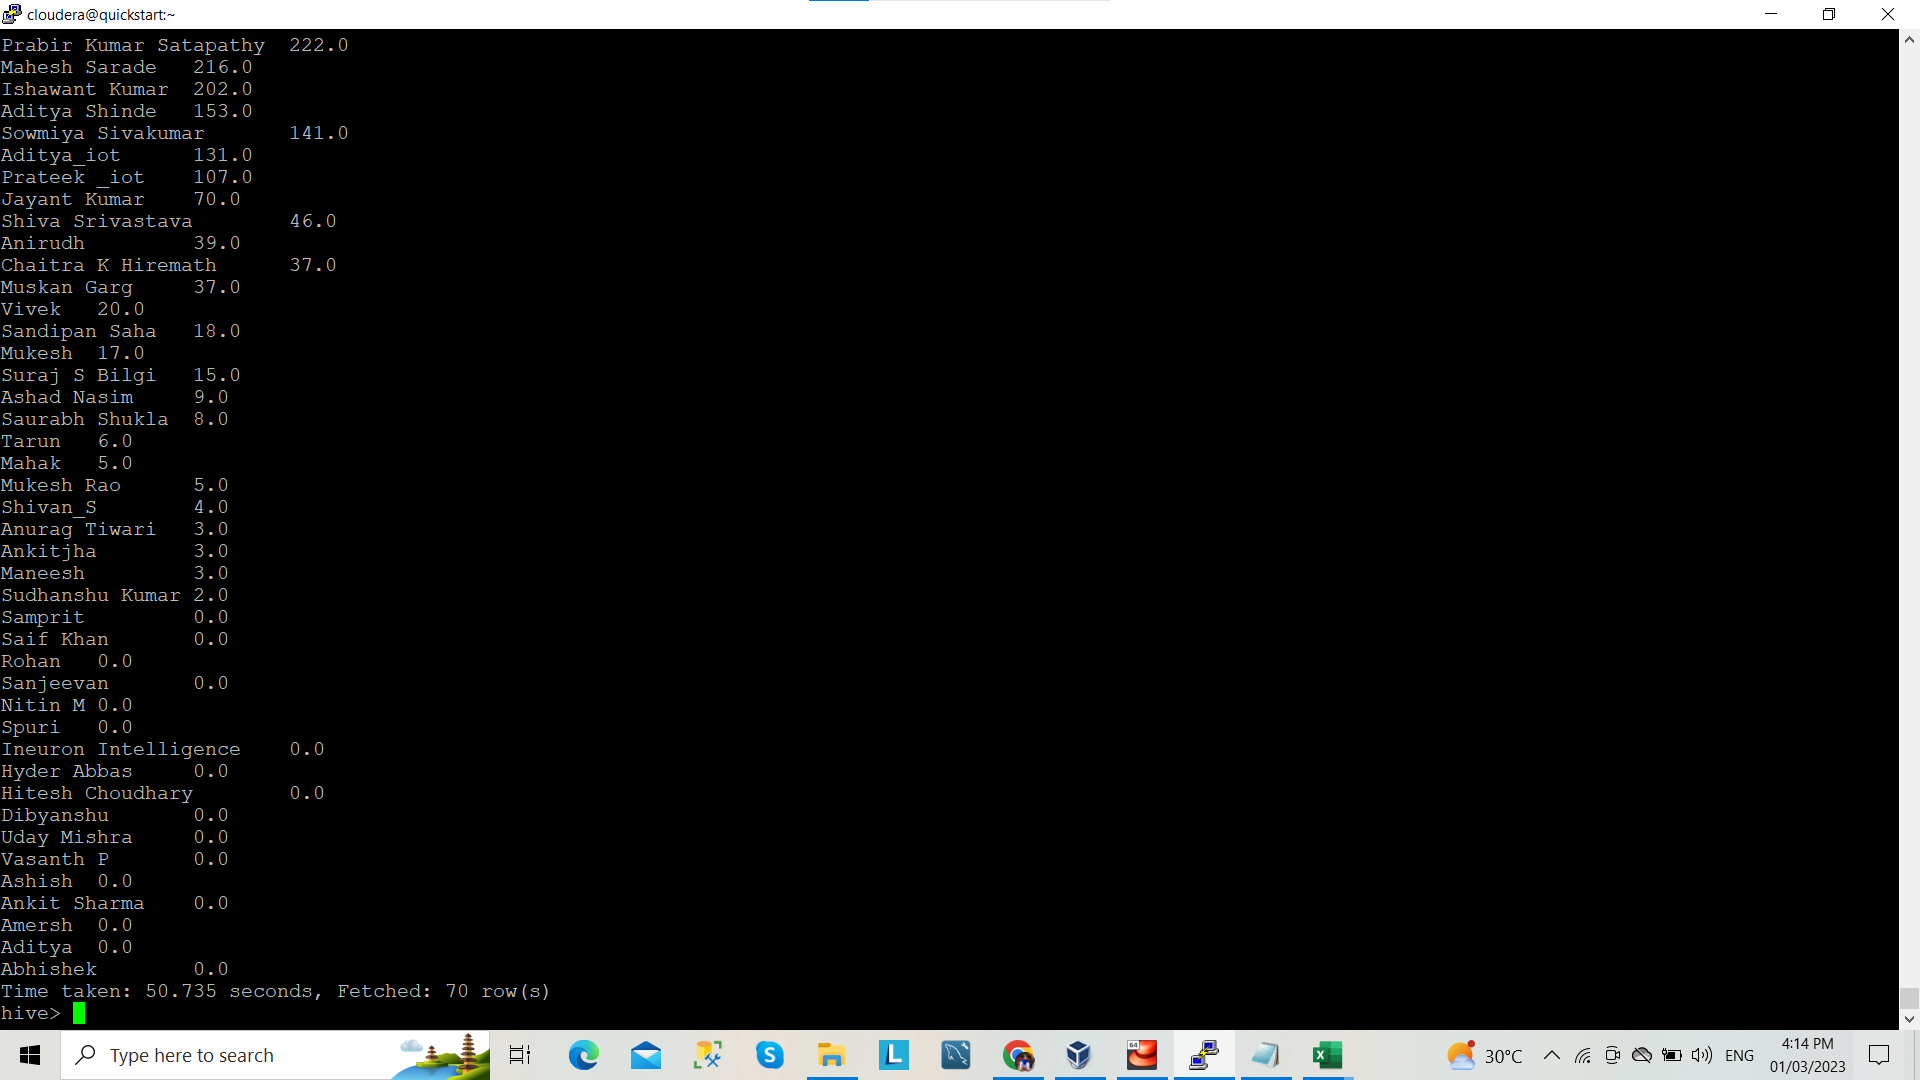 cloudera@quickstart:~
Prabir Kumar Satapathy 222.0
Mahesh Sarade 216.0
Ishawant Kumar 202.0
Aditya Shinde 153.0
Sowmiya Sivakumar 141.0
Aditya_iot 131.0
Prateek _iot 107.0
Jayant Kumar 70.0
Shiva Srivastava 46.0
Anirudh 39.0
Chaitra K Hiremath 37.0
Muskan Garg 37.0
Vivek 20.0
Sandipan Saha 18.0
Mukesh 17.0
Suraj S Bilgi 15.0
Ashad Nasim 9.0
Saurabh Shukla 8.0
Tarun 6.0
Mahak 5.0
Mukesh Rao 5.0
Shivan_S 4.0
Anurag Tiwari 3.0
Ankitjha 3.0
Maneesh 3.0
Sudhanshu Kumar 2.0
Samprit 0.0
Saif Khan 0.0
Rohan 0.0
Sanjeevan 0.0
Nitin M 0.0
Spuri 0.0
Ineuron Intelligence 0.0
Hyder Abbas 0.0
Hitesh Choudhary 0.0
Dibyanshu 0.0
Uday Mishra 0.0
Vasanth P 0.0
Ashish 0.0
Ankit Sharma 0.0
Amersh 0.0
Aditya 0.0
Abhishek 0.0
Time taken: 50.735 seconds, Fetched: 70 row(s)
hive>
Type here to search
L
64
30°C
ENG
4:14 PM
01/03/2023